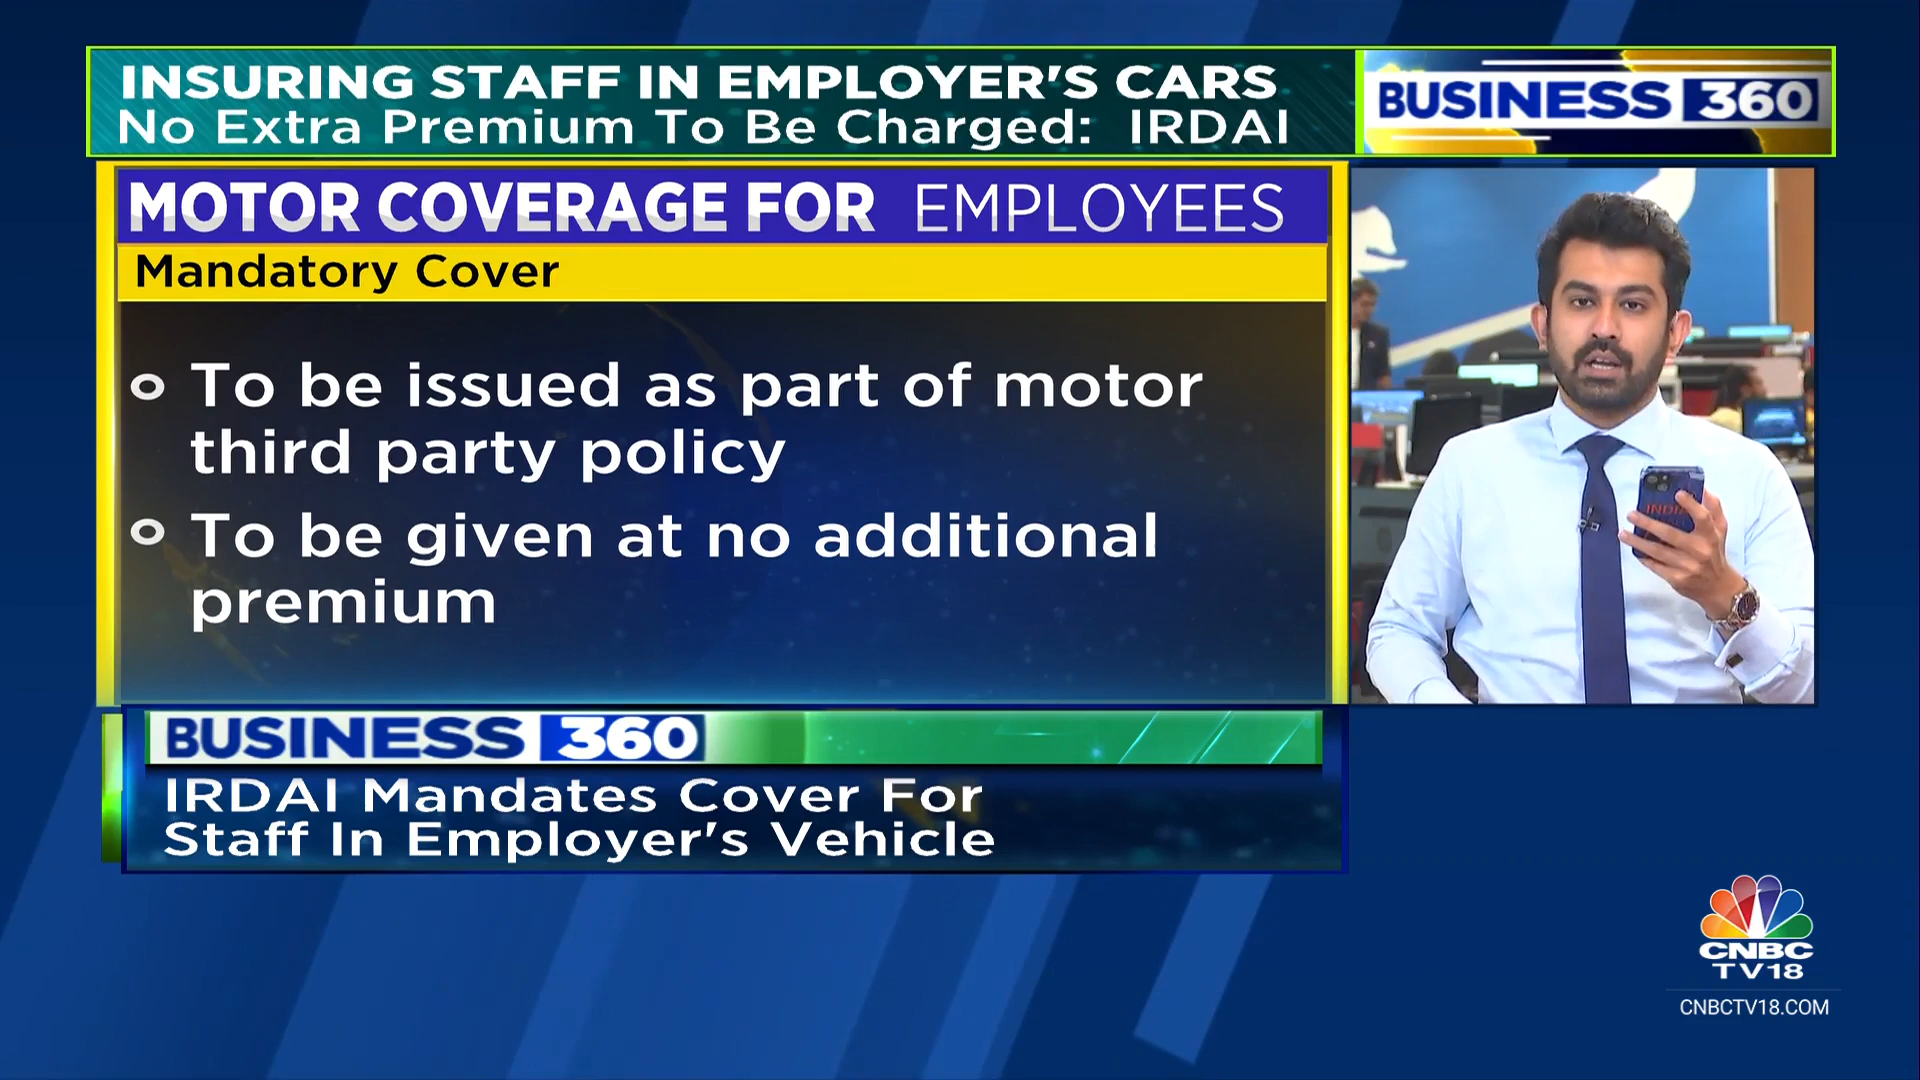 INSURING STAFF IN EMPLOYER'S CARS
No Extra Premium To Be Charged: IRDAI
BUSINESS 360
MOTOR COVERAGE FOR EMPLOYEES
Mandatory Cover
To be issued as part of motor
third party policy
To be given at no additional
premium
INDIA
BUSINESS 360
IRDAI Mandates Cover For
Staff In Employer's Vehicle
CNBC
TV18
CNBCTV18.COM